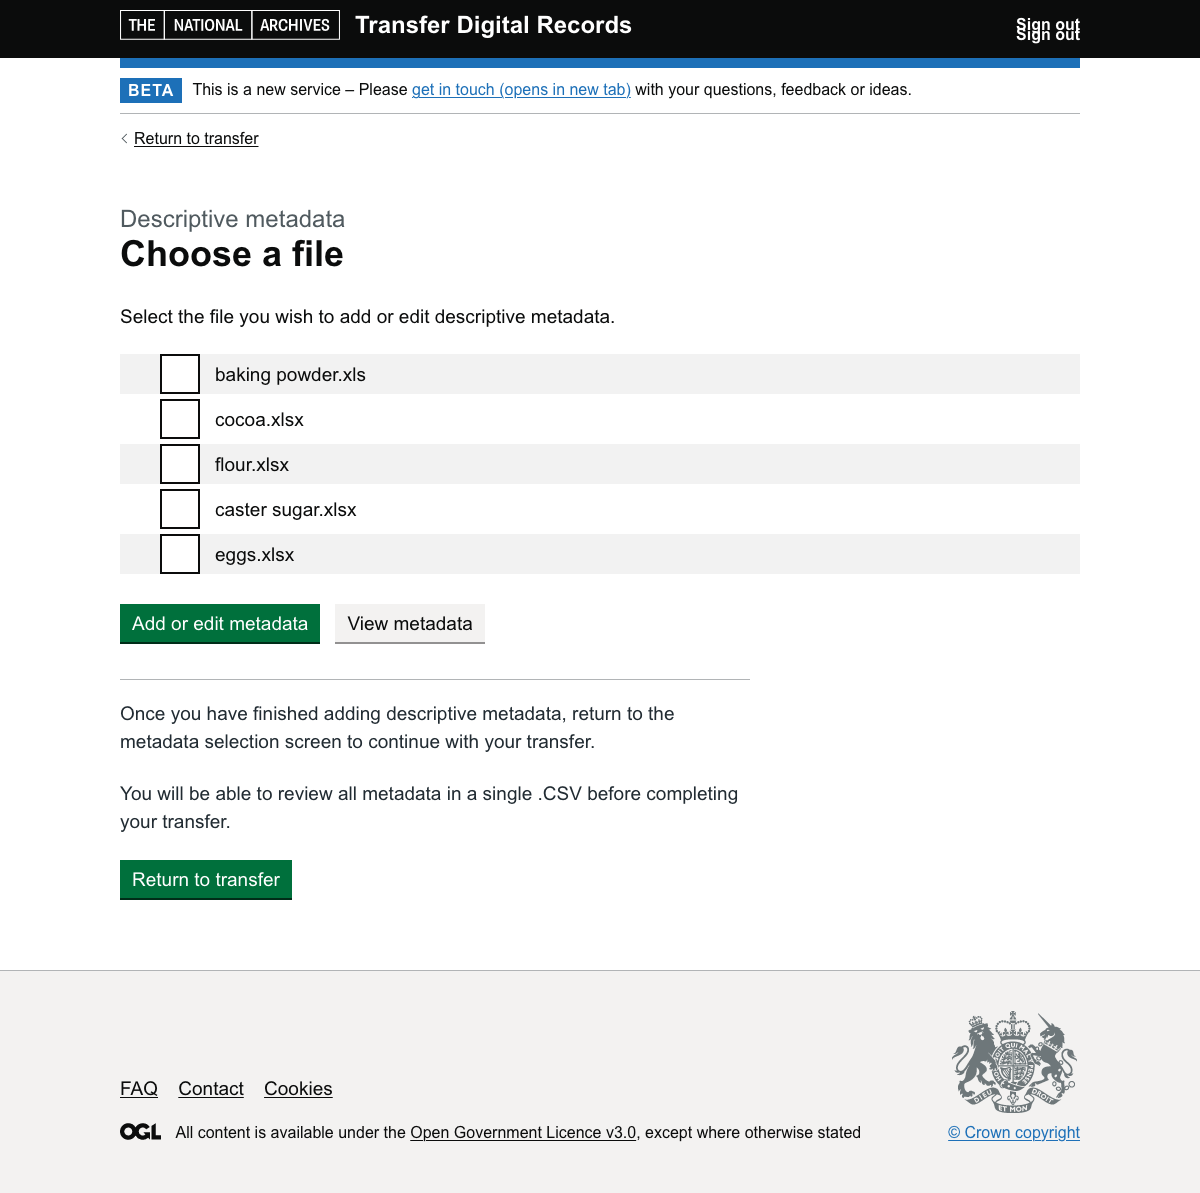 THE NATIONAL ARCHIVES Transfer Digital Records Sign out
Sign out
BETA This is a new service – Please get in touch (opens in new tab) with your questions, feedback or ideas.
Return to transfer
Descriptive metadata
Choose a file
Select the file you wish to add or edit descriptive metadata.
baking powder.xls
cocoa.xlsx
flour.xlsx
caster sugar.xlsx
eggs.xlsx
Add or edit metadata View metadata
Once you have finished adding descriptive metadata, return to the
metadata selection screen to continue with your transfer.
You will be able to review all metadata in a single .CSV before completing
your transfer.
Return to transfer
DIEU ET MON DROIT
FAQ Contact Cookies
OGL All content is available under the Open Government Licence v3.0, except where otherwise stated © Crown copyright